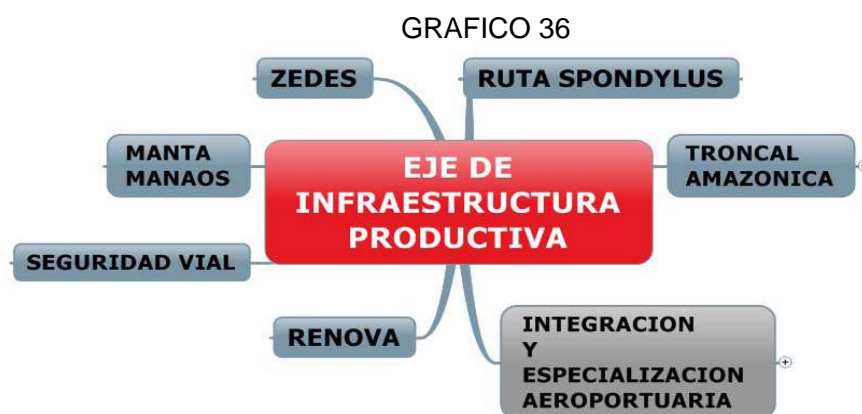 GRAFICO 36
ZEDES
RUTA SPONDYLUS
MANTA
MANAOS
EJE DE
INFRAESTRUCTURA
PRODUCTIVA
TRONCAL
AMAZONICA
SEGURIDAD VIAL
RENOVA
INTEGRACION
Y
ESPECIALIZACION
AEROPORTUARIA